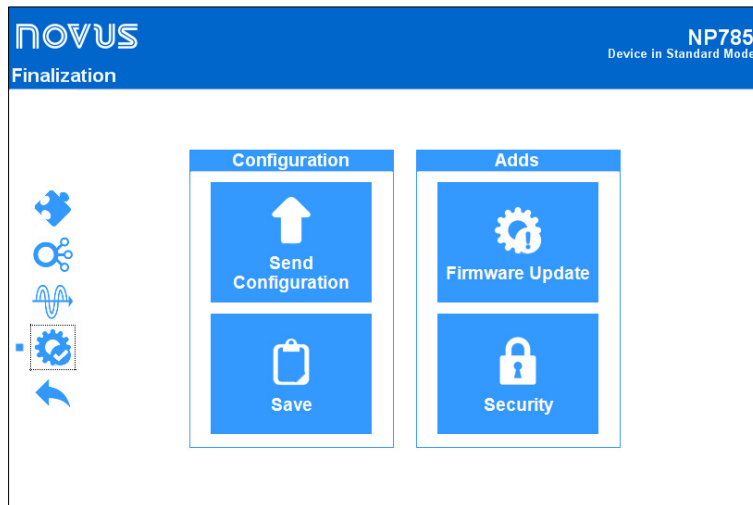 NOVUS
NP785
Device in Standard Mode
Finalization
Configuration
Adds
Send
Configuration
Firmware Update
Save
Security